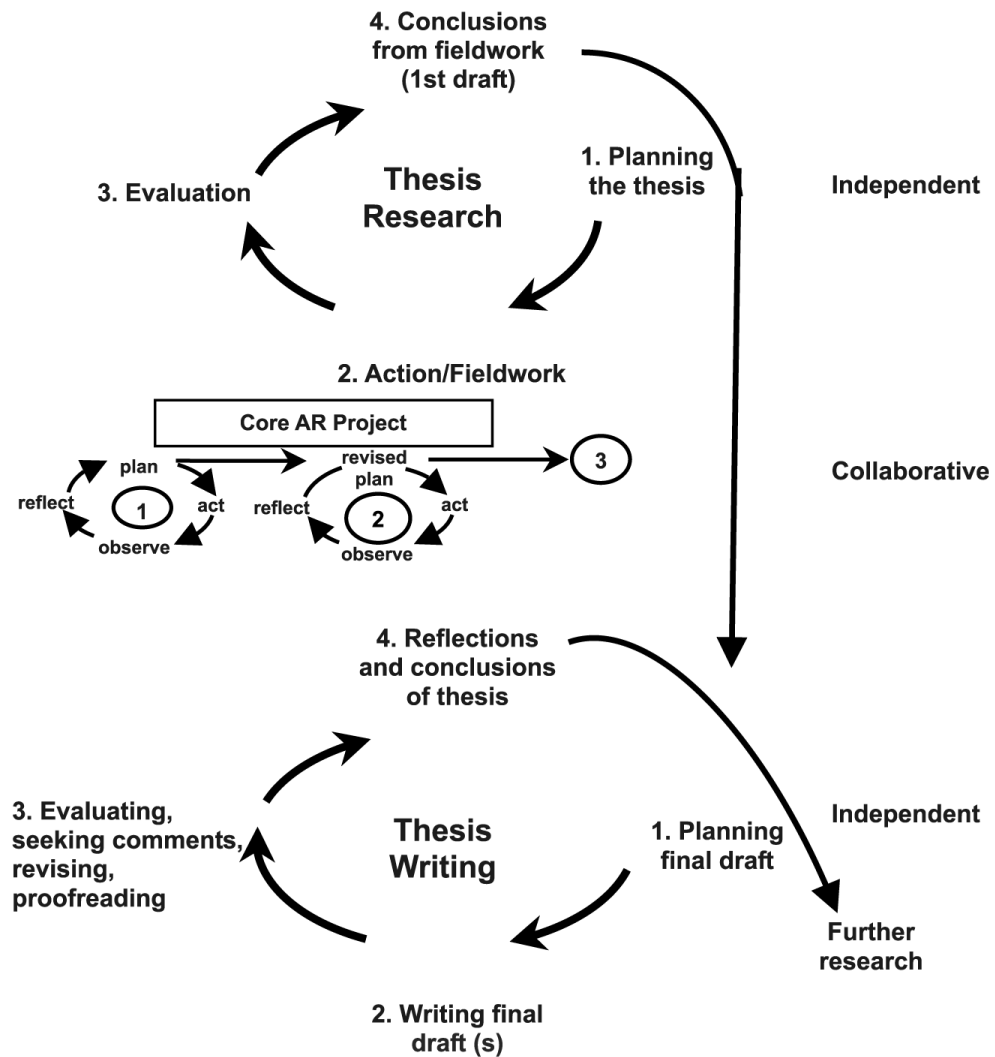 4. Conclusions
from fieldwork
(1st draft)
1. Planning
the thesis
Thesis
Research
3. Evaluation
Independent
2. Action/Fieldwork
Core AR Project
plan
act
observe
reflect
1
revised
plan
act
observe
reflect
2
3
Collaborative
4. Reflections
and conclusions
of thesis
1. Planning
final draft
Thesis
Writing
3. Evaluating,
seeking comments,
revising,
proofreading
Independent
Further
research
2. Writing final
draft (s)